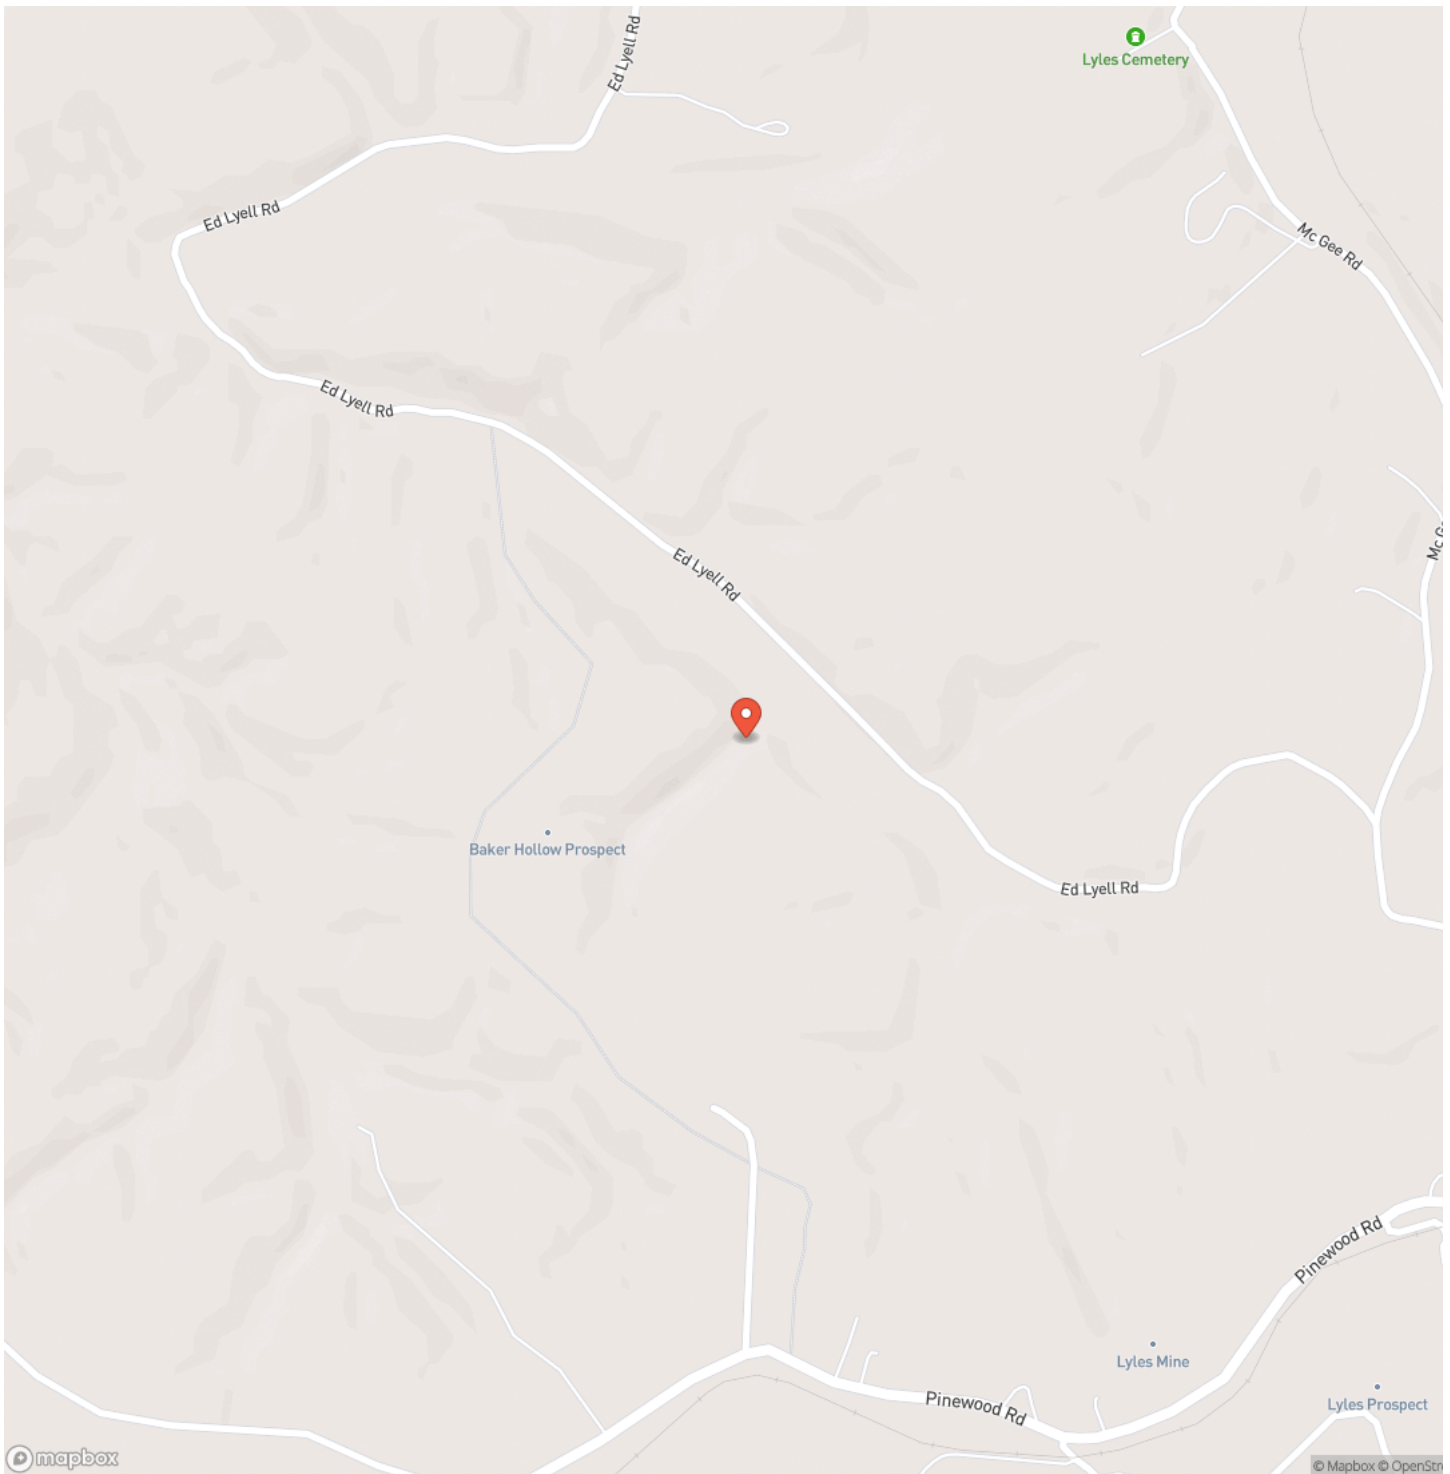 Ed Lyell Rd
Lyles Cemetery
Ed Lyell Rd
Mc Gee Rd
Ed Lyell Rd
Mc G
Ed Lyell Rd
Baker Hollow Prospect
Ed Lyell Rd
Pinewood Rd
Lyles Mine
Pinewood Rd
Lyles Prospect
mapbox
© Mapbox © OpenStr